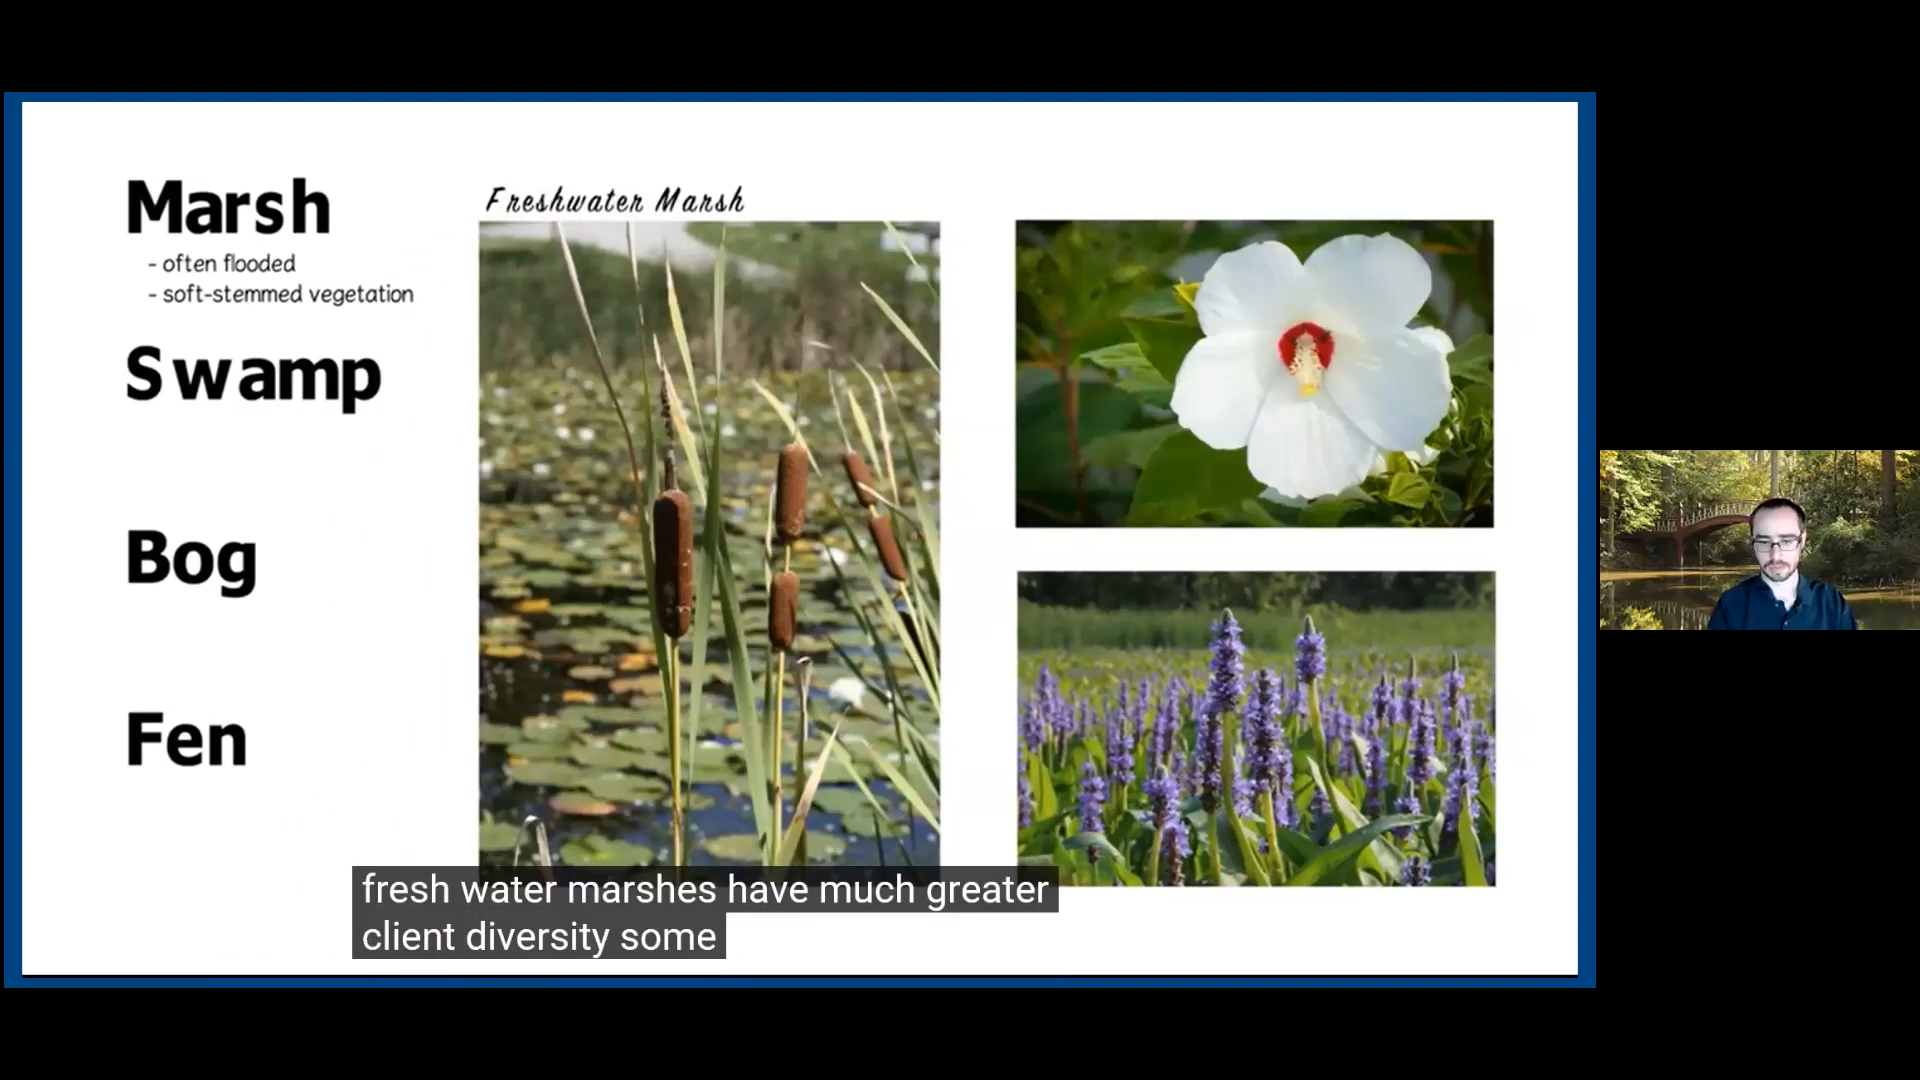 Marsh
- often flooded
- soft-stemmed vegetation
Swamp
Bog
Fen
Freshwater Marsh
fresh water marshes have much greater
client diversity some